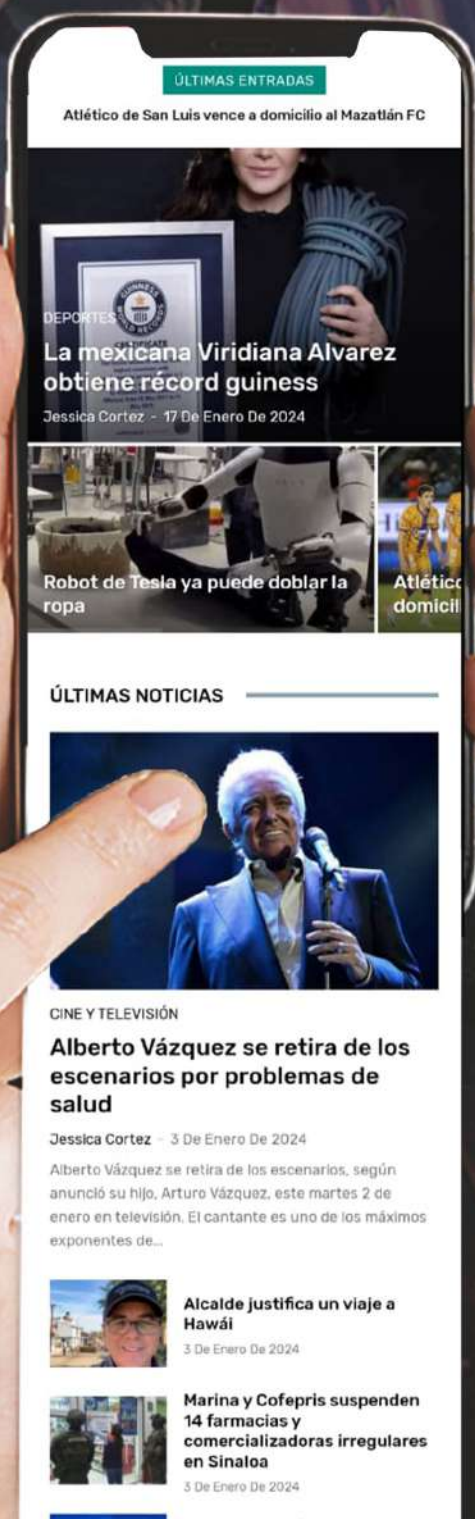 ÚLTIMAS ENTRADAS
Atlético de San Luis vence a domicilio al Mazatlán FC
GUINNESS
WORLD RECORDS
CERTIFICATE
DEPORTES
La mexicana Viridiana Alvarez
obtiene récord guiness
Jessica Cortez - 17 De Enero De 2024
Robot de Tesla ya puede doblar la
ropa
Atlético
domicil
ÚLTIMAS NOTICIAS
CINE Y TELEVISIÓN
Alberto Vázquez se retira de los
escenarios por problemas de
salud
Jessica Cortez - 3 De Enero De 2024
Alberto Vázquez se retira de los escenarios, según
anunció su hijo, Arturo Vázquez, este martes 2 de
enero en televisión. El cantante es uno de los máximos
exponentes de...
Alcalde justifica un viaje a
Hawái
3 De Enero De 2024
Marina y Cofepris suspenden
14 farmacias y
comercializadoras irregulares
en Sinaloa
3 De Enero De 2024